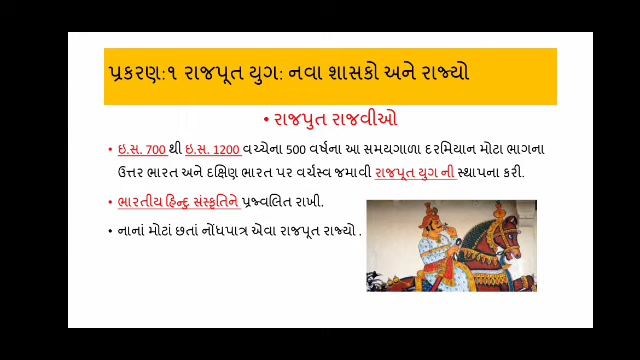 પ્રકરણ:૧ રાજપૂત યુગ: નવા શાસકો અને રાજ્યો
• રાજપુત રાજવીઓ
• ઇ.સ. 700 થી ઇ.સ. 1200 વચ્ચેના 500 વર્ષના આ સમયગાળા દરમિયાન મોટા ભાગના
ઉત્તર ભારત અને દક્ષિણ ભારત પર વર્ચસ્વ જમાવી રાજપૂત યુગ ની સ્થાપના કરી.
• ભારતીય હિન્દુ સંસ્કૃતિને પ્રજ્વલિત રાખી.
• નાનાં મોટાં છતાં નોંધપાત્ર એવા રાજપૂત રાજ્યો .